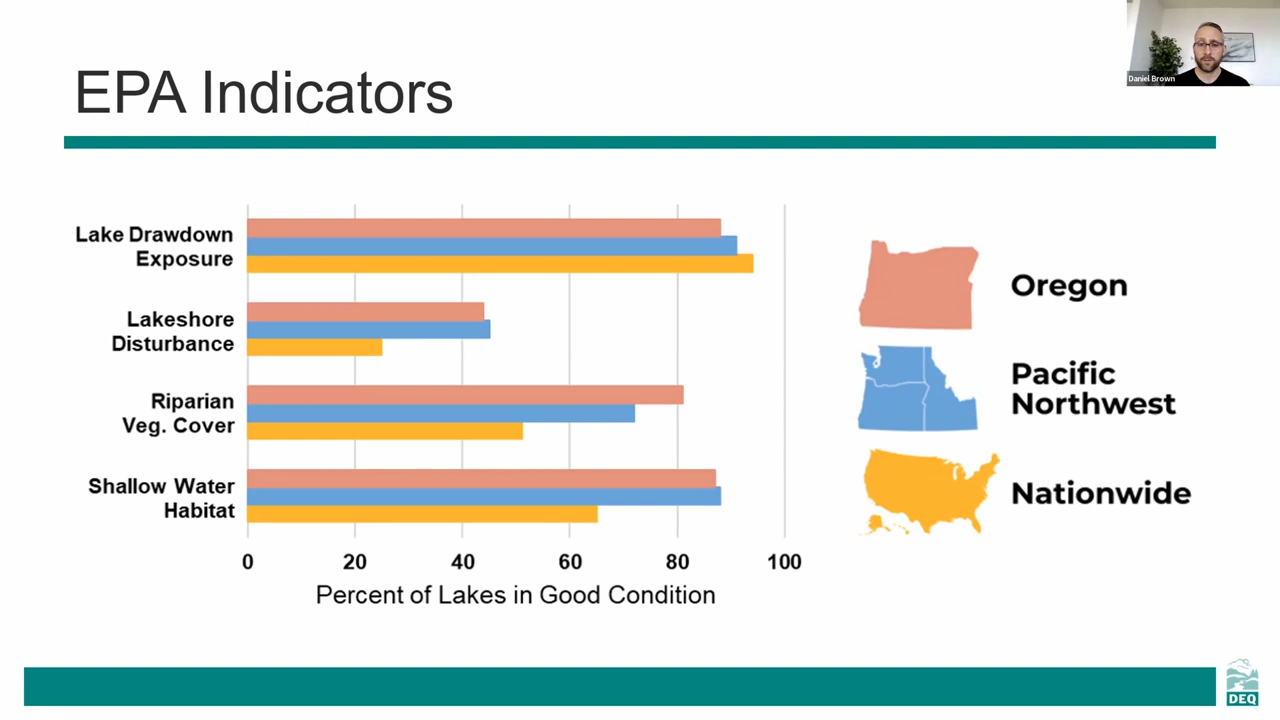 EPA Indicators
Daniel Brown
Lake Drawdown
Exposure
Lakeshore
Disturbance
Riparian
Veg. Cover
Shallow Water
Habitat
0 20 40 60 80 100
Percent of Lakes in Good Condition
Oregon
Pacific
Northwest
Nationwide
DEQ